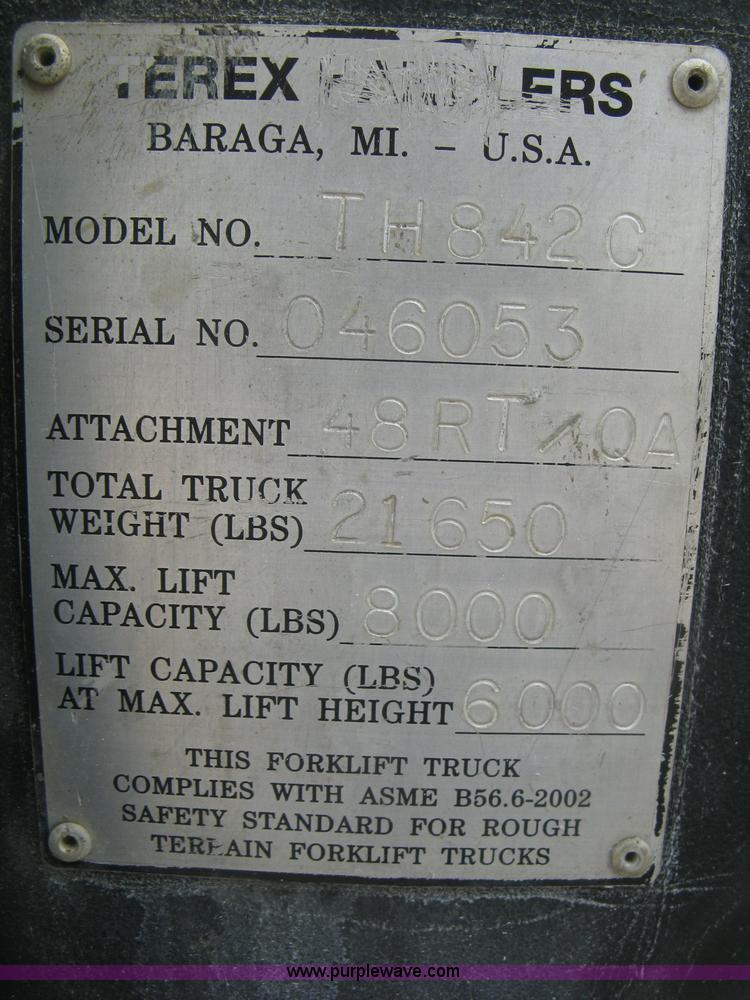 TEREX HANDLERS
BARAGA, MI. - U.S.A.
MODEL NO. TH842C
SERIAL NO. 046053
ATTACHMENT 48RT/QA
TOTAL TRUCK
WEIGHT (LBS) 21650
MAX. LIFT
CAPACITY (LBS) 8000
LIFT CAPACITY (LBS)
AT MAX. LIFT HEIGHT 6000
THIS FORKLIFT TRUCK
COMPLIES WITH ASME B56.6-2002
SAFETY STANDARD FOR ROUGH
TERRAIN FORKLIFT TRUCKS
www.purplewave.com